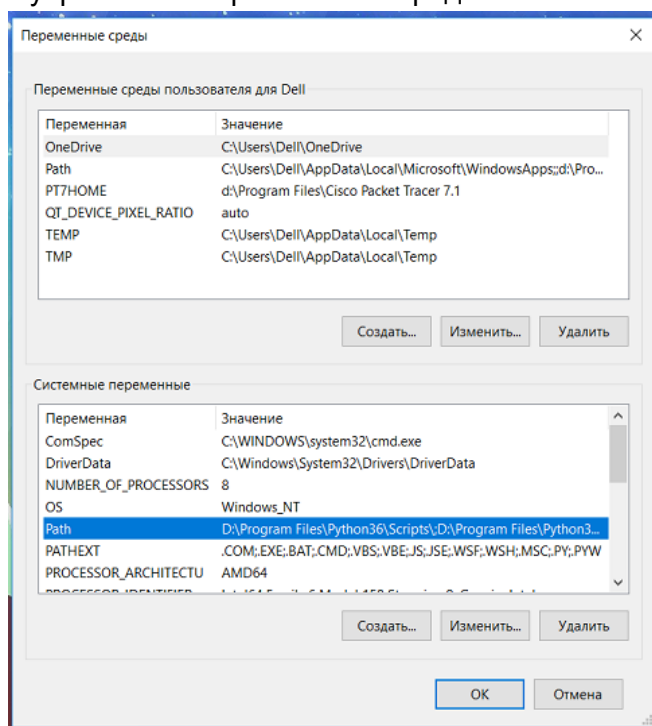 Переменные среды
Переменные среды пользователя для Dell
Переменная Значение
OneDrive C:\Users\Dell\OneDrive
Path C:\Users\Dell\AppData\Local\Microsoft\WindowsApps;;d:\Pro...
PT7HOME d:\Program Files\Cisco Packet Tracer 7.1
QT_DEVICE_PIXEL_RATIO auto
TEMP C:\Users\Dell\AppData\Local\Temp
TMP C:\Users\Dell\AppData\Local\Temp
Создать... Изменить... Удалить
Системные переменные
Переменная Значение
ComSpec C:\WINDOWS\system32\cmd.exe
DriverData C:\Windows\System32\Drivers\DriverData
NUMBER_OF_PROCESSORS 8
OS Windows_NT
Path D:\Program Files\Python36\Scripts\;D:\Program Files\Python3...
PATHEXT .COM;.EXE;.BAT;.CMD;.VBS;.VBE;.JS;.JSE;.WSF;.WSH;.MSC;.PY;.PYW
PROCESSOR_ARCHITECTU AMD64
Создать... Изменить... Удалить
ОК Отмена